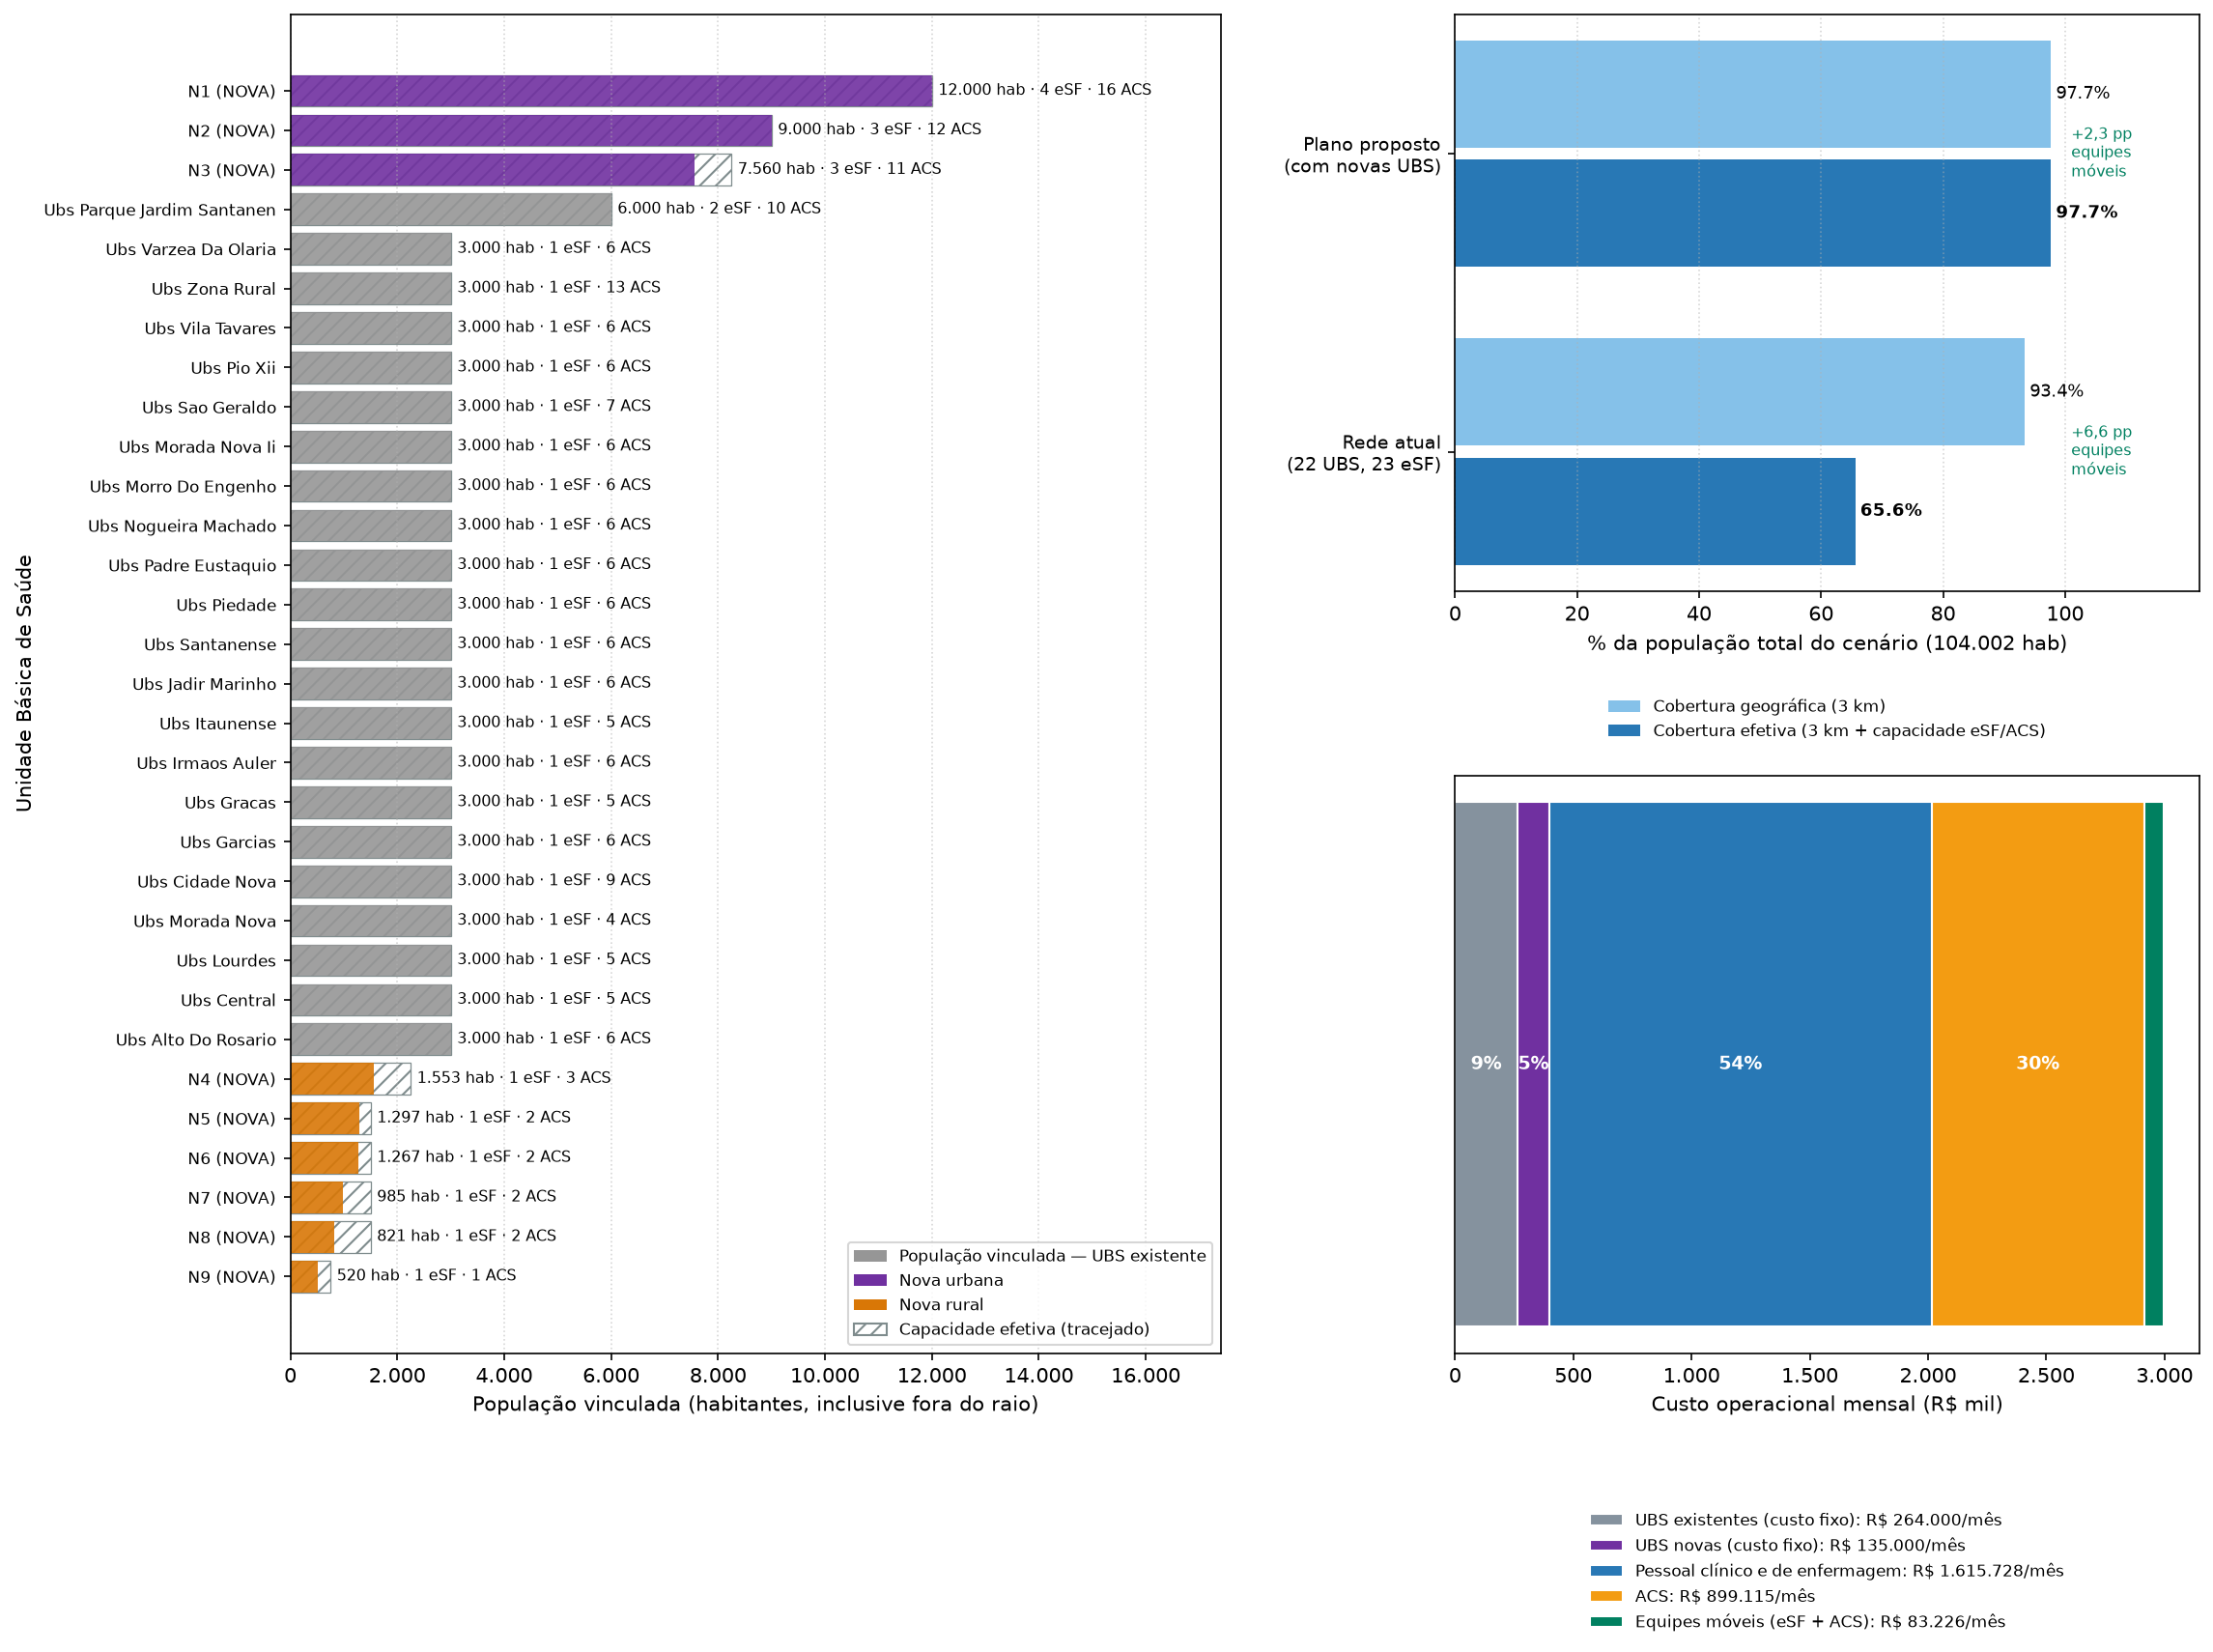 Unidade Básica de Saúde
N1 (NOVA)
12.000 hab · 4 eSF · 16 ACS
N2 (NOVA)
9.000 hab · 3 eSF · 12 ACS
N3 (NOVA)
7.560 hab · 3 eSF · 11 ACS
Ubs Parque Jardim Santanen
6.000 hab · 2 eSF · 10 ACS
Ubs Varzea Da Olaria
3.000 hab · 1 eSF · 6 ACS
Ubs Zona Rural
3.000 hab · 1 eSF · 13 ACS
Ubs Vila Tavares
3.000 hab · 1 eSF · 6 ACS
Ubs Pio Xii
3.000 hab · 1 eSF · 6 ACS
Ubs Sao Geraldo
3.000 hab · 1 eSF · 7 ACS
Ubs Morada Nova Ii
3.000 hab · 1 eSF · 6 ACS
Ubs Morro Do Engenho
3.000 hab · 1 eSF · 6 ACS
Ubs Nogueira Machado
3.000 hab · 1 eSF · 6 ACS
Ubs Padre Eustaquio
3.000 hab · 1 eSF · 6 ACS
Ubs Piedade
3.000 hab · 1 eSF · 6 ACS
Ubs Santanense
3.000 hab · 1 eSF · 6 ACS
Ubs Jadir Marinho
3.000 hab · 1 eSF · 6 ACS
Ubs Itaunense
3.000 hab · 1 eSF · 5 ACS
Ubs Irmaos Auler
3.000 hab · 1 eSF · 6 ACS
Ubs Gracas
3.000 hab · 1 eSF · 5 ACS
Ubs Garcias
3.000 hab · 1 eSF · 6 ACS
Ubs Cidade Nova
3.000 hab · 1 eSF · 9 ACS
Ubs Morada Nova
3.000 hab · 1 eSF · 4 ACS
Ubs Lourdes
3.000 hab · 1 eSF · 5 ACS
Ubs Central
3.000 hab · 1 eSF · 5 ACS
Ubs Alto Do Rosario
3.000 hab · 1 eSF · 6 ACS
N4 (NOVA)
1.553 hab · 1 eSF · 3 ACS
N5 (NOVA)
1.297 hab · 1 eSF · 2 ACS
N6 (NOVA)
1.267 hab · 1 eSF · 2 ACS
N7 (NOVA)
985 hab · 1 eSF · 2 ACS
N8 (NOVA)
821 hab · 1 eSF · 2 ACS
N9 (NOVA)
520 hab · 1 eSF · 1 ACS
População vinculada — UBS existente
Nova urbana
Nova rural
Capacidade efetiva (tracejado)
0 2.000 4.000 6.000 8.000 10.000 12.000 14.000 16.000
População vinculada (habitantes, inclusive fora do raio)
Plano proposto
(com novas UBS)
97.7%
+2,3 pp
equipes
móveis
97.7%
Rede atual
(22 UBS, 23 eSF)
93.4%
+6,6 pp
equipes
móveis
65.6%
0 20 40 60 80 100
% da população total do cenário (104.002 hab)
Cobertura geográfica (3 km)
Cobertura efetiva (3 km + capacidade eSF/ACS)
9% 5% 54% 30%
0 500 1.000 1.500 2.000 2.500 3.000
Custo operacional mensal (R$ mil)
UBS existentes (custo fixo): R$ 264.000/mês
UBS novas (custo fixo): R$ 135.000/mês
Pessoal clínico e de enfermagem: R$ 1.615.728/mês
ACS: R$ 899.115/mês
Equipes móveis (eSF + ACS): R$ 83.226/mês